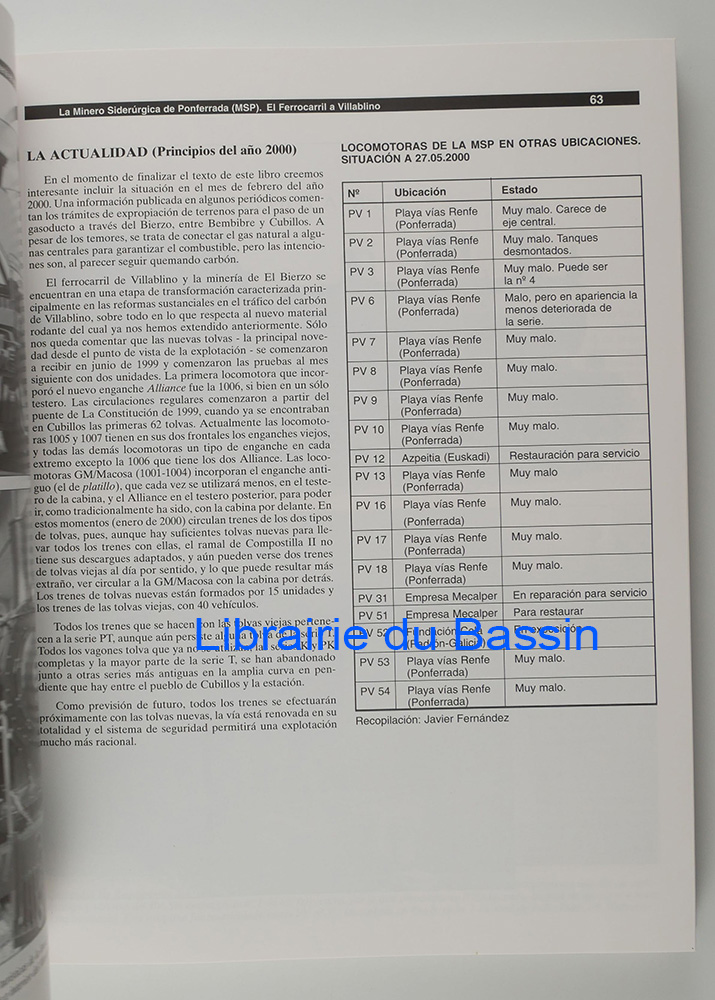 La Minero Siderúrgica de Ponferrada (MSP). El Ferrocarril a Villablino 63
LA ACTUALIDAD (Principios del año 2000)
En el momento de finalizar el texto de este libro creemos
interesante incluir la situación en el mes de febrero del año
2000. Una información publicada en algunos periódicos comen-
tan los trámites de expropiación de terrenos para el paso de un
gasoducto a través del Bierzo, entre Bembibre y Cubillos. A
pesar de los temores, se trata de conectar el gas natural a algu-
nas centrales para garantizar el combustible, pero las intencio-
nes son, al parecer seguir quemando carbón.
El ferrocarril de Villablino y la minería de El Bierzo se
encuentran en una etapa de transformación caracterizada prin-
cipalmente en las reformas sustanciales en el tráfico del carbón
de Villablino, sobre todo en lo que respecta al nuevo material
rodante del cual ya nos hemos extendido anteriormente. Sólo
nos queda comentar que las nuevas tolvas - la principal nove-
dad desde el punto de vista de la explotación - se comenzaron
a recibir en junio de 1999 y comenzaron las pruebas al mes
siguiente con dos unidades. La primera locomotora que incor-
poró el nuevo enganche Alliance fue la 1006, si bien en un sólo
testero. Las circulaciones regulares comenzaron a partir del
puente de La Constitución de 1999, cuando ya se encontraban
en Cubillos las primeras 62 tolvas. Actualmente las locomoto-
ras 1005 y 1007 tienen en sus dos frontales los enganches viejos,
y todas las demás locomotoras un tipo de enganche en cada
extremo excepto la 1006 que tiene los dos Alliance. Las loco-
motoras GM/Macosa (1001-1004) incorporan el enganche anti-
guo (el de platillo), que cada vez se utilizará menos, en el teste-
ro de la cabina, y el Alliance en el testero posterior, para poder
ir, como tradicionalmente ha sido, con la cabina por delante. En
estos momentos (enero de 2000) circulan trenes de los dos tipos
de tolvas, pues, aunque hay suficientes tolvas nuevas para lle-
var todos los trenes con ellas, el ramal de Compostilla II no
tiene sus descargues adaptados, y aún pueden verse dos trenes
de tolvas viejas al día por sentido, y lo que puede resultar más
extraño, ver circular a la GM/Macosa con la cabina por detrás.
Los trenes de tolvas nuevas están formados por 15 unidades y
los trenes de las tolvas viejas, con 40 vehículos.
Todos los trenes que se hacen con las tolvas viejas pertene-
cen a la serie PT, aunque aún persiste alguna tolva de la serie T.
Todos los vagones tolva que ya no se utilizan, las series K y PK
completas y la mayor parte de la serie T, se han abandonado
junto a otras series más antiguas en la amplia curva en pen-
diente que hay entre el pueblo de Cubillos y la estación.
Como previsión de futuro, todos los trenes se efectuarán
próximamente con las tolvas nuevas, la vía está renovada en su
totalidad y el sistema de seguridad permitirá una explotación
mucho más racional.
LOCOMOTORAS DE LA MSP EN OTRAS UBICACIONES.
SITUACIÓN A 27.05.2000
Nº Ubicación Estado
PV 1 Playa vías Renfe Muy malo. Carece de
(Ponferrada) eje central.
PV 2 Playa vías Renfe Muy malo. Tanques
(Ponferrada) desmontados.
PV 3 Playa vías Renfe Muy malo. Puede ser
(Ponferrada) la nº 4
PV 6 Playa vías Renfe Malo, pero en apariencia la
(Ponferrada) menos deteriorada de
la serie.
PV 7 Playa vías Renfe Muy malo.
(Ponferrada)
PV 8 Playa vías Renfe Muy malo.
(Ponferrada)
PV 9 Playa vías Renfe Muy malo.
(Ponferrada)
PV 10 Playa vías Renfe Muy malo.
(Ponferrada)
PV 12 Azpeitia (Euskadi) Restauración para servicio
PV 13 Playa vías Renfe Muy malo
(Ponferrada)
PV 16 Playa vías Renfe Muy malo.
(Ponferrada)
PV 17 Playa vías Renfe Muy malo.
(Ponferrada)
PV 18 Playa vías Renfe Muy malo.
(Ponferrada)
PV 31 Empresa Mecalper En reparación para servicio
PV 51 Empresa Mecalper Para restaurar
PV 52 Fundición Cela En exposición
(Padrón-Galicia)
PV 53 Playa vías Renfe Muy malo.
(Ponferrada)
PV 54 Playa vías Renfe Muy malo.
(Ponferrada)
Recopilación: Javier Fernández
Librairie du Bassin